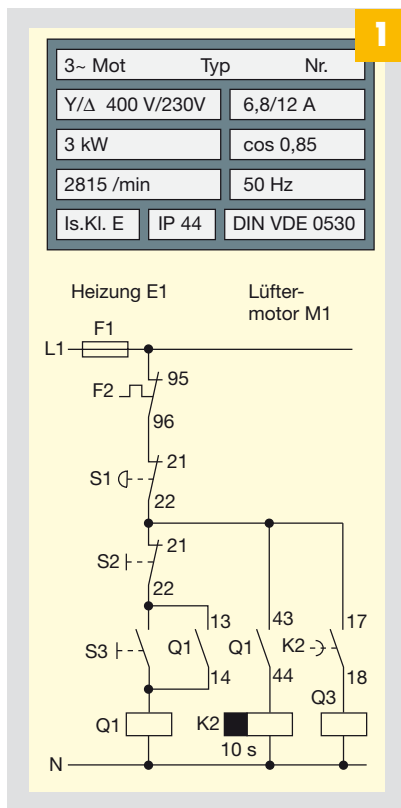 1
3~ Mot Typ Nr.
Y/Δ 400 V/230V 6,8/12 A
3 kW cos 0,85
2815 /min 50 Hz
Is.Kl. E IP 44 DIN VDE 0530
Heizung E1 Lüfter-
motor M1
F1
L1
95
F2
96
21
S1
22
21
S2
22
13 43 17
S3 Q1 Q1 K2
14 44 18
Q3
Q1 K2
10 s
N